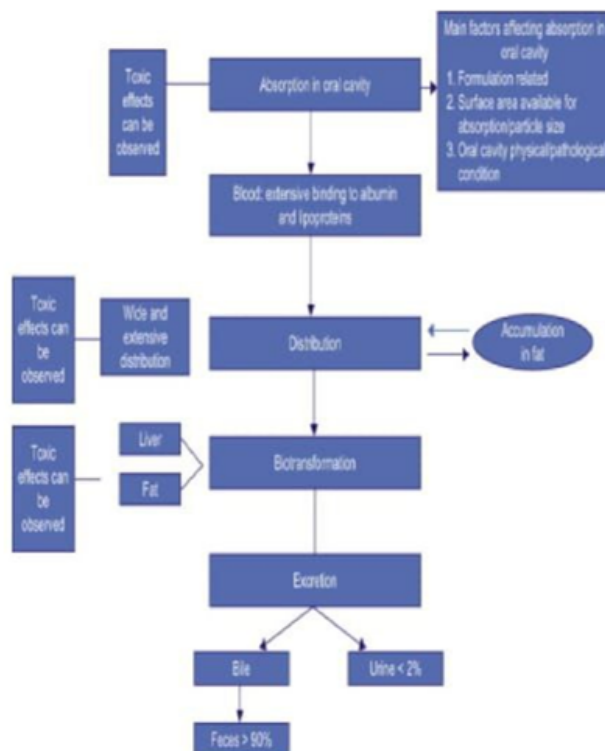 Toxic
effects
can be
observed
Absorption in oral cavity
Main factors affecting absorption in
oral cavity
1. Formulation related
2. Surface area available for
absorption/particle size
3. Oral cavity physical/pathological
condition
Blood: extensive binding to albumin
and lipoproteins
Toxic
effects can
be
observed
Wide and
extensive
distribution
Distribution
Accumulation
in fat
Toxic
effects can
be
observed
Liver
Fat
Biotransformation
Excretion
Bile
Urine < 2%
Feces > 90%